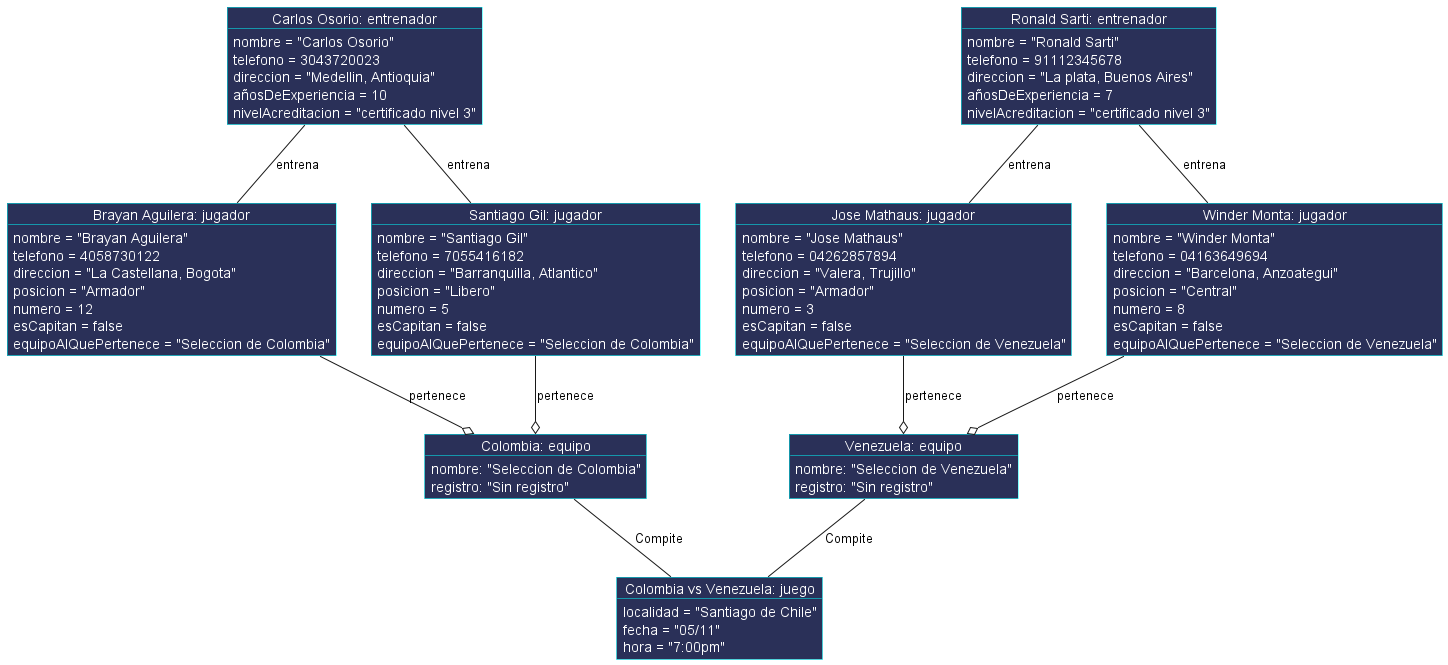 Carlos Osorio: entrenador
nombre = "Carlos Osorio"
telefono = 3043720023
direccion = "Medellin, Antioquia"
añosDeExperiencia = 10
nivelAcreditacion = "certificado nivel 3"
Ronald Sarti: entrenador
nombre = "Ronald Sarti"
telefono = 91112345678
direccion = "La plata, Buenos Aires"
añosDeExperiencia = 7
nivelAcreditacion = "certificado nivel 3"
entrena
entrena
entrena
entrena
Brayan Aguilera: jugador
nombre = "Brayan Aguilera"
telefono = 4058730122
direccion = "La Castellana, Bogota"
posicion = "Armador"
numero = 12
esCapitan = false
equipoAlQuePertenece = "Seleccion de Colombia"
Santiago Gil: jugador
nombre = "Santiago Gil"
telefono = 7055416182
direccion = "Barranquilla, Atlantico"
posicion = "Libero"
numero = 5
esCapitan = false
equipoAlQuePertenece = "Seleccion de Colombia"
Jose Mathaus: jugador
nombre = "Jose Mathaus"
telefono = 04262857894
direccion = "Valera, Trujillo"
posicion = "Armador"
numero = 3
esCapitan = false
equipoAlQuePertenece = "Seleccion de Venezuela"
Winder Monta: jugador
nombre = "Winder Monta"
telefono = 04163649694
direccion = "Barcelona, Anzoategui"
posicion = "Central"
numero = 8
esCapitan = false
equipoAlQuePertenece = "Seleccion de Venezuela"
pertenece
pertenece
pertenece
pertenece
Colombia: equipo
nombre: "Seleccion de Colombia"
registro: "Sin registro"
Venezuela: equipo
nombre: "Seleccion de Venezuela"
registro: "Sin registro"
Compite
Compite
Colombia vs Venezuela: juego
localidad = "Santiago de Chile"
fecha = "05/11"
hora = "7:00pm"